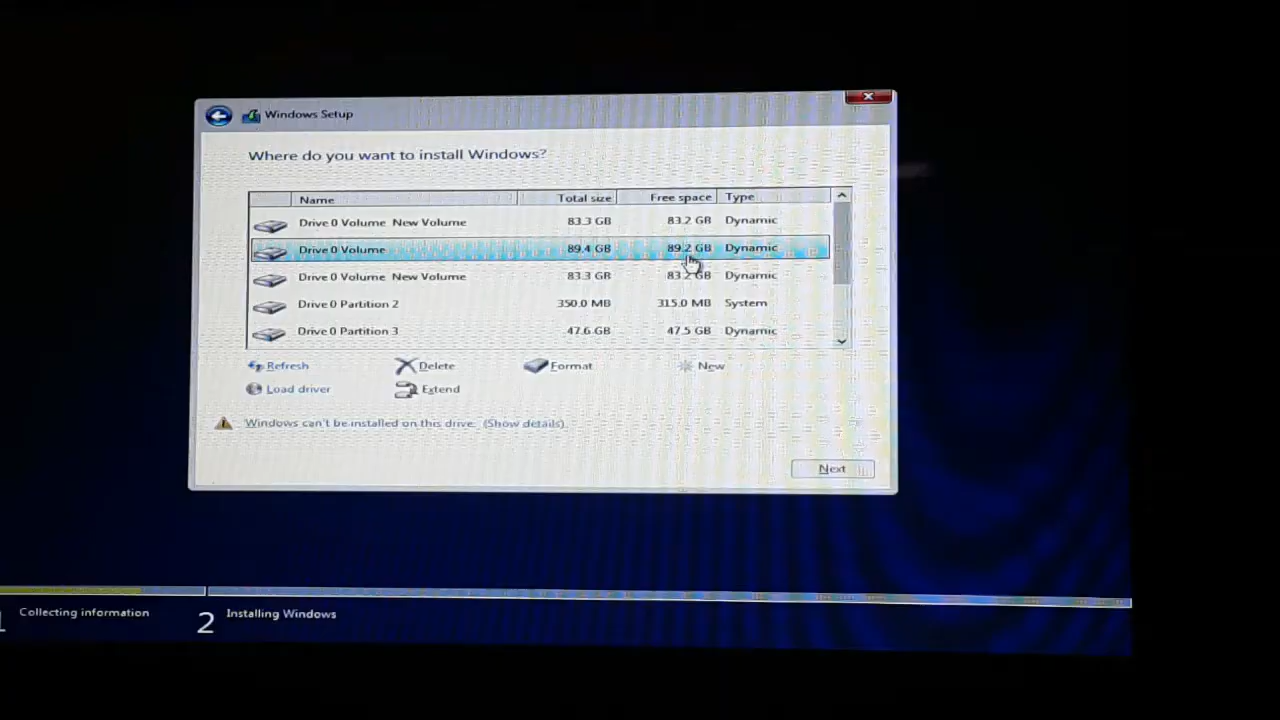 Windows Setup
Where do you want to install Windows?
Name Total size Free space Type
Drive 0 Volume New Volume 83.3 GB 83.2 GB Dynamic
Drive 0 Volume 89.4 GB 89.2 GB Dynamic
Drive 0 Volume New Volume 83.3 GB 83.2 GB Dynamic
Drive 0 Partition 2 350.0 MB 315.0 MB System
Drive 0 Partition 3 47.6 GB 47.5 GB Dynamic
Refresh Delete Format New
Load driver Extend
Windows can't be installed on this drive. (Show details)
Next
1 Collecting information 2 Installing Windows